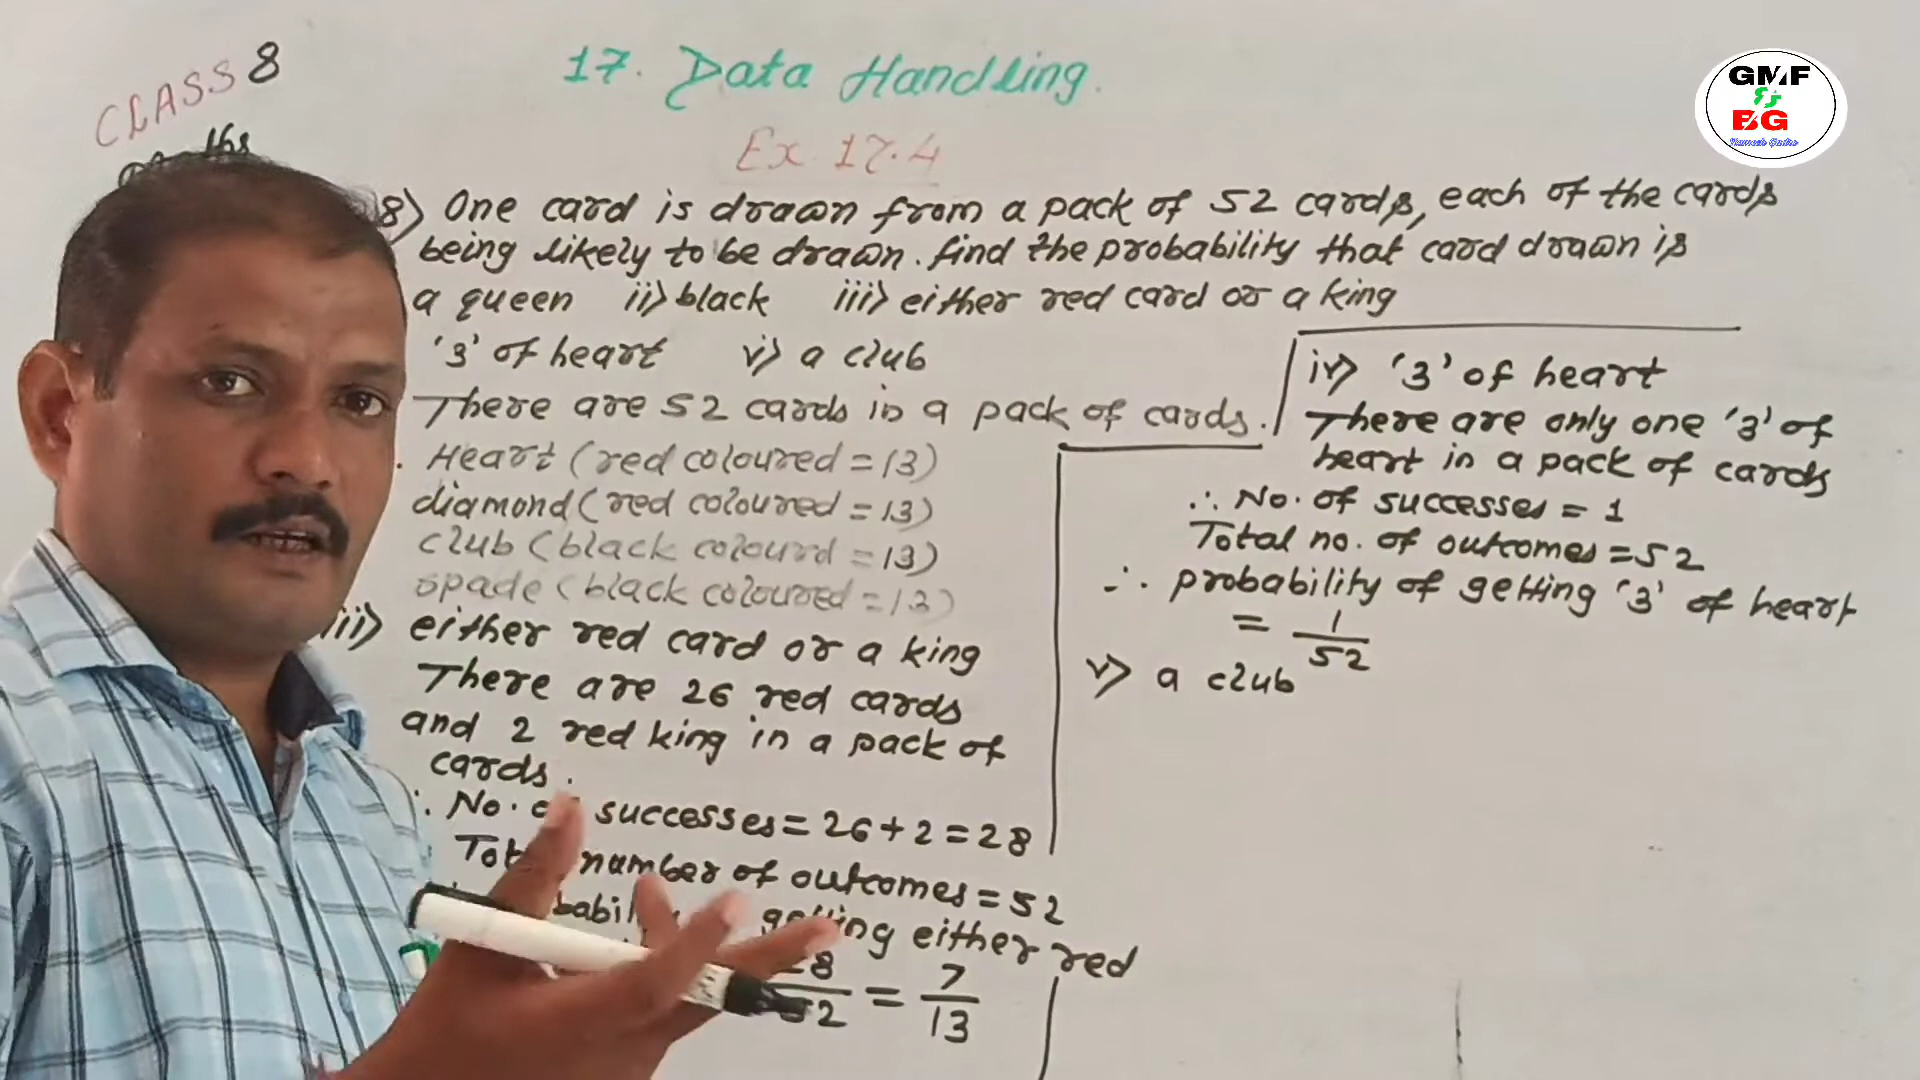 CLASS 8
17. Data Handling.
Ex 17.4
8) One card is drawn from a pack of 52 cards, each of the cards
being likely to be drawn. find the probability that card drawn is
a queen ii) black iii) either red card or a king
'3' of heart v) a club
There are 52 cards in a pack of cards.
Heart (red coloured = 13)
diamond (red coloured = 13)
club (black colourd = 13)
spade (black coloured = 13)
iii) either red card or a king
There are 26 red cards
and 2 red king in a pack of
cards.
∴ No. of successes = 26 + 2 = 28
number of outcomes = 52
getting either red
28/52 = 7/13
iv) '3' of heart
There are only one '3' of
heart in a pack of cards
∴ No. of successes = 1
Total no. of outcomes = 52
∴ probability of getting '3' of heart
= 1/52
v) a club
GMF
BG